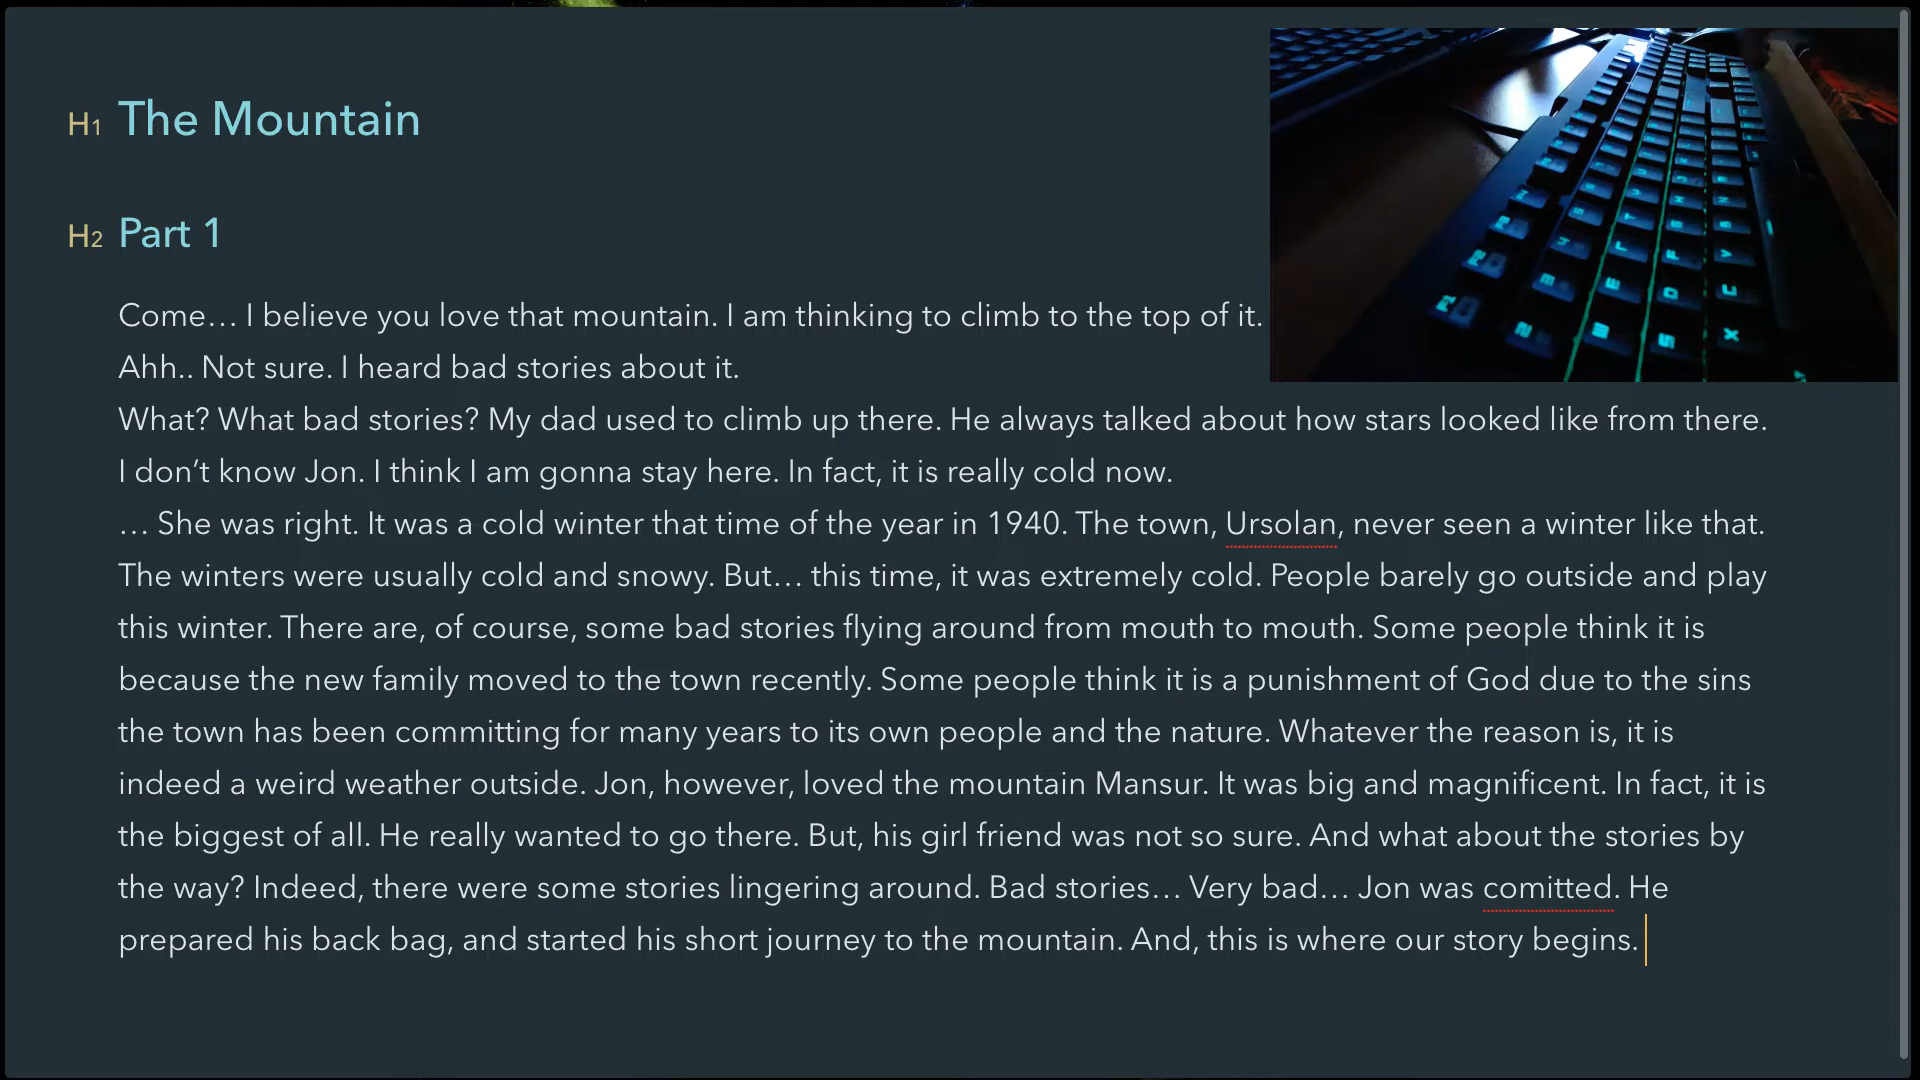 H1 The Mountain
H2 Part 1
Come… I believe you love that mountain. I am thinking to climb to the top of it.
Ahh.. Not sure. I heard bad stories about it.
What? What bad stories? My dad used to climb up there. He always talked about how stars looked like from there.
I don’t know Jon. I think I am gonna stay here. In fact, it is really cold now.
… She was right. It was a cold winter that time of the year in 1940. The town, Ursolan, never seen a winter like that.
The winters were usually cold and snowy. But… this time, it was extremely cold. People barely go outside and play
this winter. There are, of course, some bad stories flying around from mouth to mouth. Some people think it is
because the new family moved to the town recently. Some people think it is a punishment of God due to the sins
the town has been committing for many years to its own people and the nature. Whatever the reason is, it is
indeed a weird weather outside. Jon, however, loved the mountain Mansur. It was big and magnificent. In fact, it is
the biggest of all. He really wanted to go there. But, his girl friend was not so sure. And what about the stories by
the way? Indeed, there were some stories lingering around. Bad stories… Very bad… Jon was comitted. He
prepared his back bag, and started his short journey to the mountain. And, this is where our story begins.